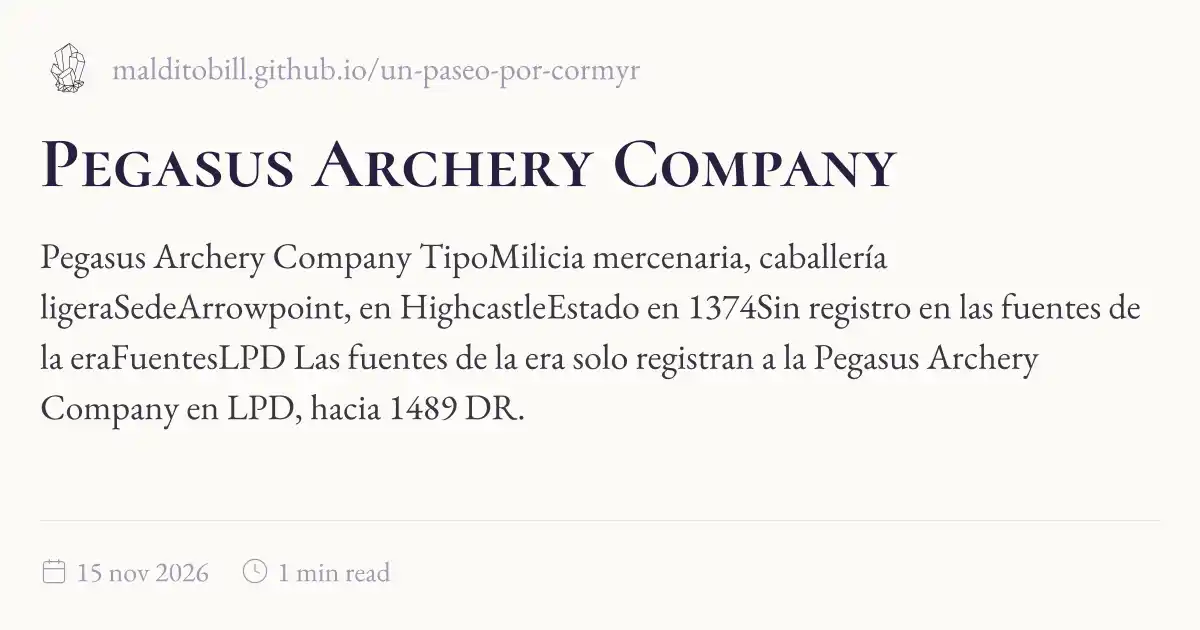 malditobill.github.io/un-paseo-por-cormyr
Pegasus Archery Company
Pegasus Archery Company TipoMilicia mercenaria, caballería
ligeraSedeArrowpoint, en HighcastleEstado en 1374Sin registro en las fuentes de
la eraFuentesLPD Las fuentes de la era solo registran a la Pegasus Archery
Company en LPD, hacia 1489 DR.
15 nov 2026
1 min read